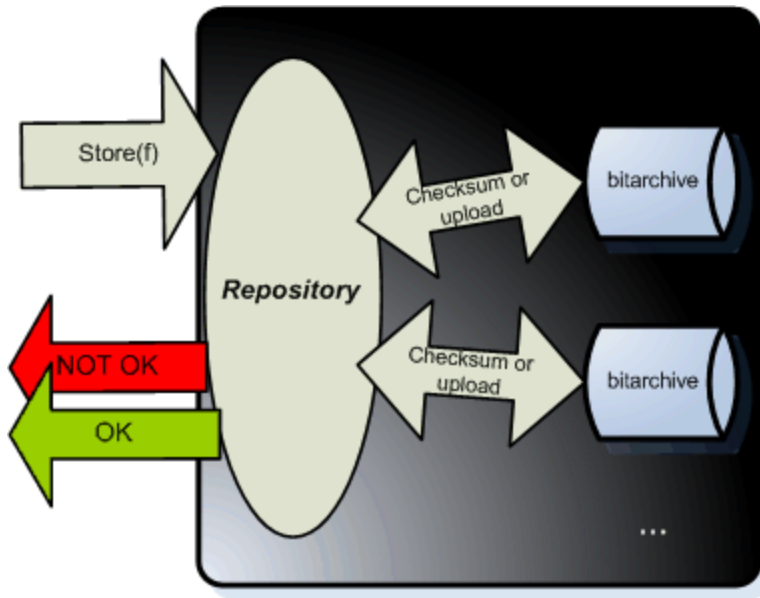 Store(f)
Checksum or
upload
bitarchive
Repository
NOT OK
OK
Checksum or
upload
bitarchive
...